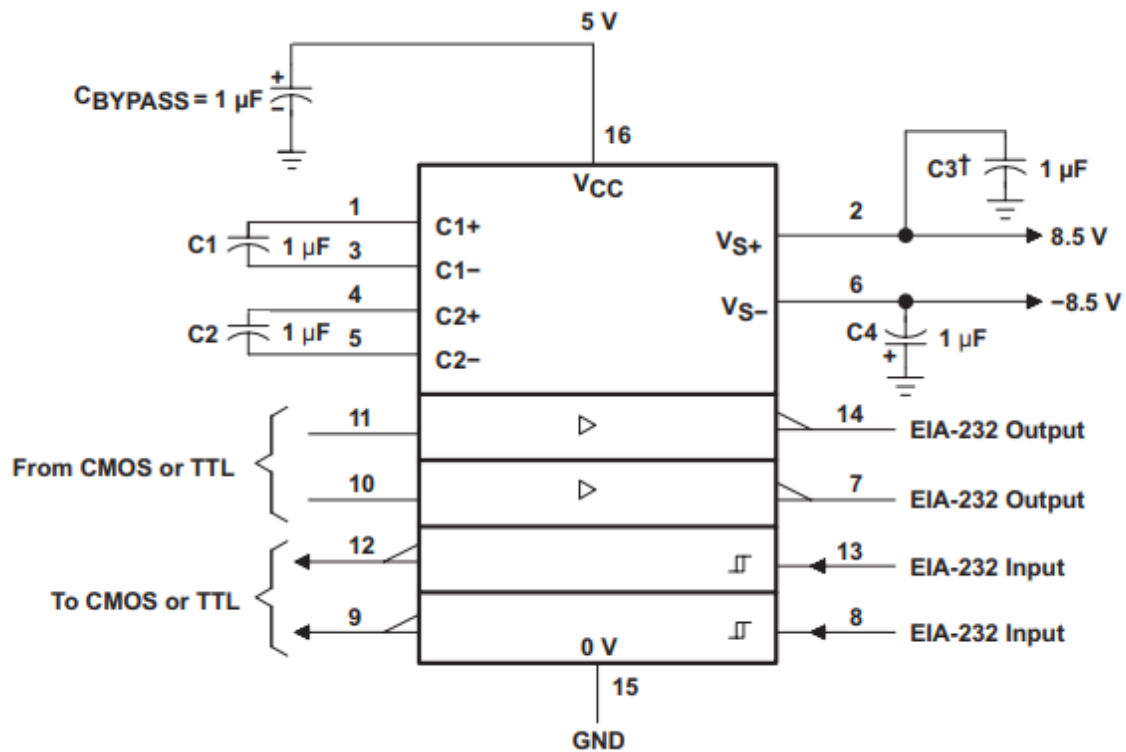 5 V
CBYPASS = 1 µF
+
−
16
VCC
C3†
1 µF
1
C1+
2
VS+
8.5 V
C1
1 µF
3
C1−
4
C2+
6
VS−
−8.5 V
C2
1 µF
5
C2−
C4
1 µF
+
11
14
EIA-232 Output
From CMOS or TTL
10
7
EIA-232 Output
12
13
EIA-232 Input
To CMOS or TTL
9
8
EIA-232 Input
0 V
15
GND